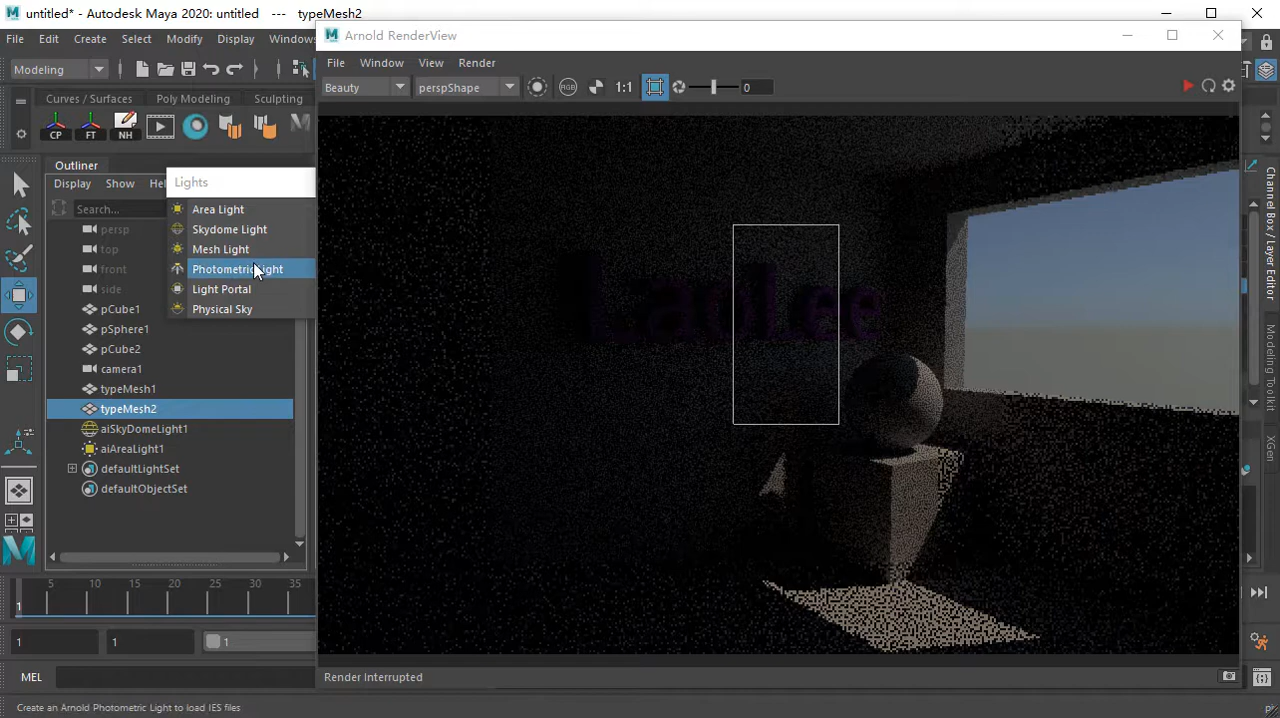 untitled* - Autodesk Maya 2020: untitled   ---   typeMesh2
File Edit Create Select Modify Display Windows
Arnold RenderView
File Window View Render
Modeling
Beauty perspShape 1:1 0
RGB
Curves / Surfaces Poly Modeling Sculpting
CP FT NH
Outliner
Display Show Hel
Search...
Lights
Area Light
Skydome Light
Mesh Light
Photometric Light
Light Portal
Physical Sky
persp
top
front
side
pCube1
pSphere1
pCube2
camera1
typeMesh1
typeMesh2
aiSkyDomeLight1
aiAreaLight1
defaultLightSet
defaultObjectSet
LaoLee
Channel Box / Layer Editor
Modeling Toolkit
XGen
5 10 15 20 25 30 35
1
1 1 1
MEL
Render Interrupted
Create an Arnold Photometric Light to load IES files